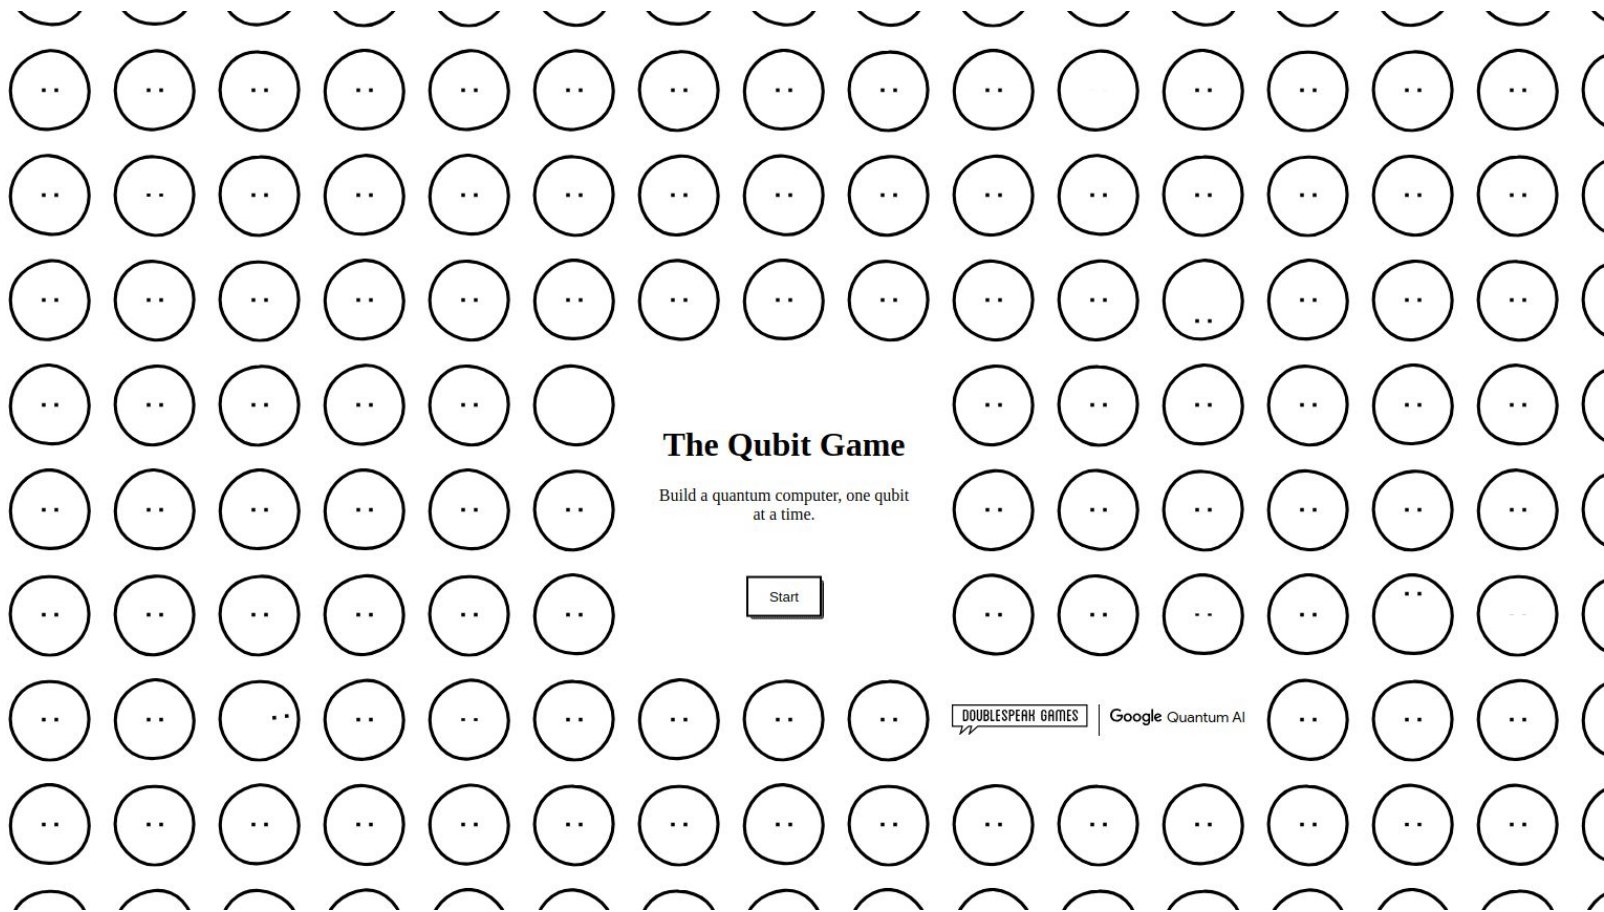 The Qubit Game
Build a quantum computer, one qubit
at a time.
Start
DOUBLESPEAK GAMES
Google Quantum AI